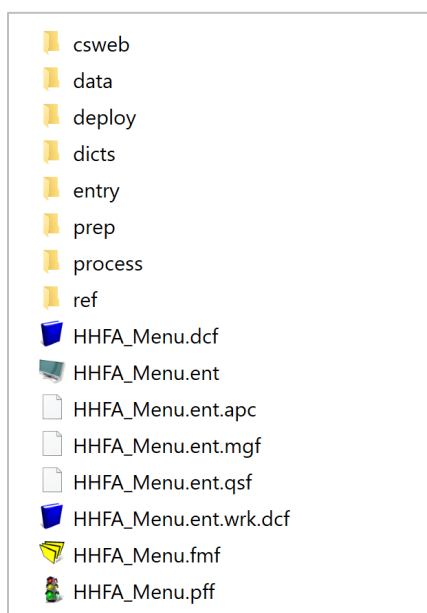 csweb
data
deploy
dicts
entry
prep
process
ref
HHFA_Menu.dcf
HHFA_Menu.ent
HHFA_Menu.ent.apc
HHFA_Menu.ent.mgf
HHFA_Menu.ent.qsf
HHFA_Menu.ent.wrk.dcf
HHFA_Menu.fmf
HHFA_Menu.pff